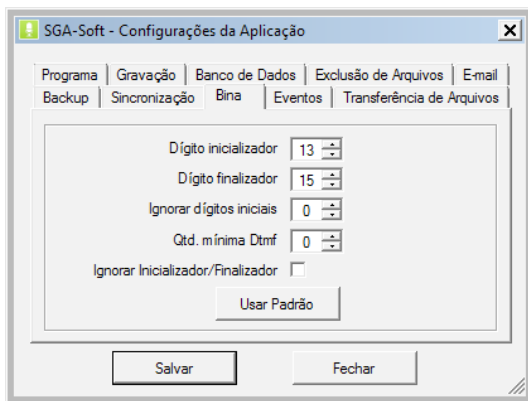 SGA-Soft - Configurações da Aplicação
Programa Gravação Banco de Dados Exclusão de Arquivos E-mail
Backup Sincronização Bina Eventos Transferência de Arquivos
Dígito inicializador 13
Dígito finalizador 15
Ignorar dígitos iniciais 0
Qtd. mínima Dtmf 0
Ignorar Inicializador/Finalizador
Usar Padrão
Salvar Fechar